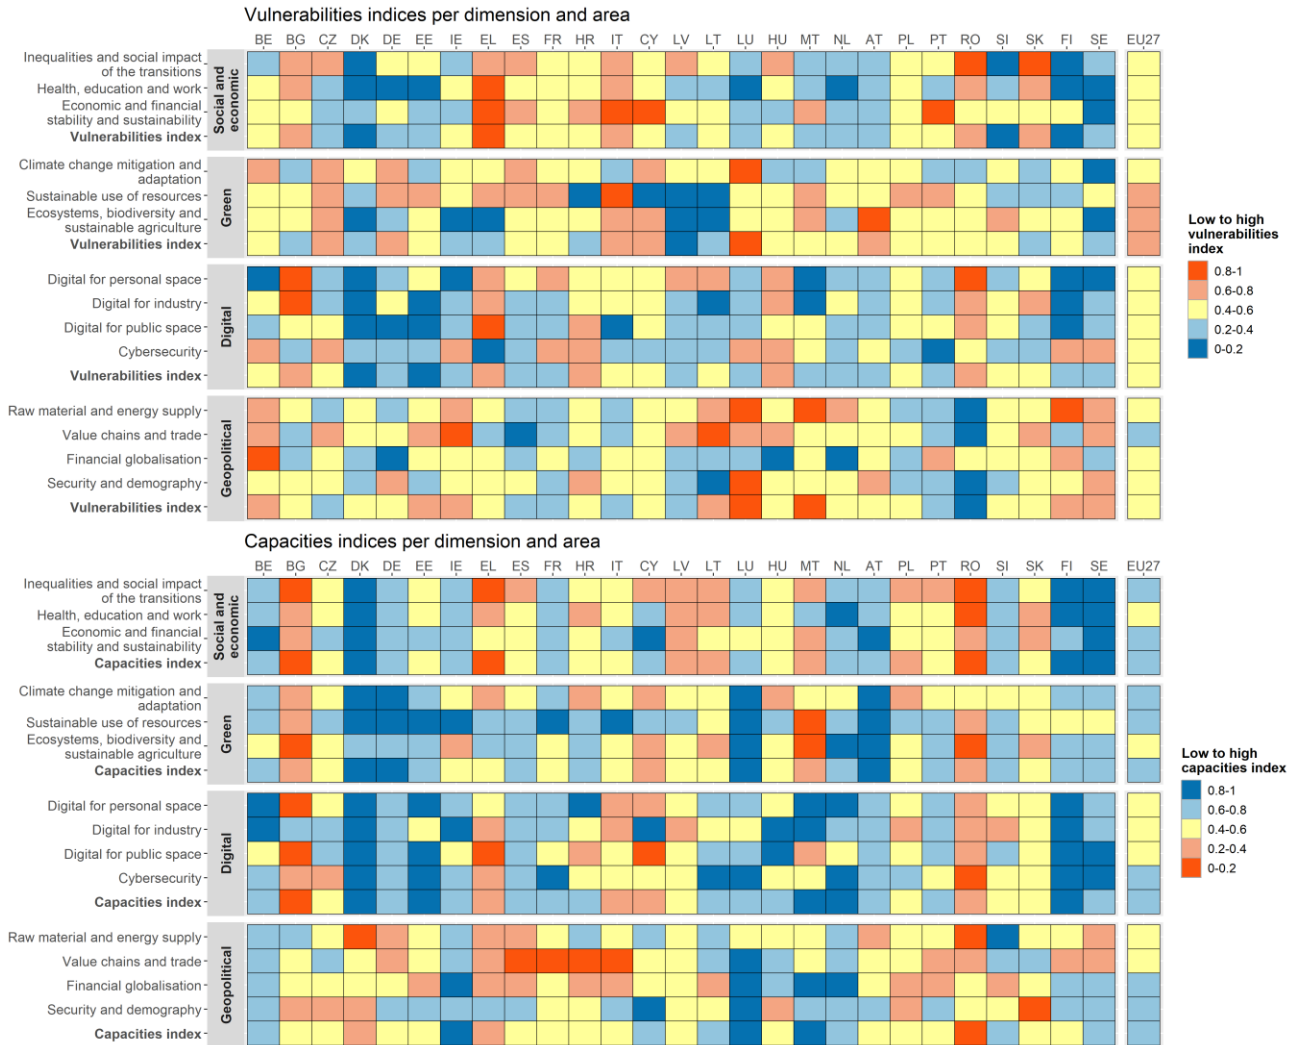 Vulnerabilities indices per dimension and area
BE BG CZ DK DE EE IE EL ES FR HR IT CY LV LT LU HU MT NL AT PL PT RO SI SK FI SE EU27
Social and
economic
Inequalities and social impact
of the transitions
Health, education and work
Economic and financial
stability and sustainability
Vulnerabilities index
Green
Climate change mitigation and
adaptation
Sustainable use of resources
Ecosystems, biodiversity and
sustainable agriculture
Vulnerabilities index
Digital
Digital for personal space
Digital for industry
Digital for public space
Cybersecurity
Vulnerabilities index
Geopolitical
Raw material and energy supply
Value chains and trade
Financial globalisation
Security and demography
Vulnerabilities index
Low to high
vulnerabilities
index
0.8-1
0.6-0.8
0.4-0.6
0.2-0.4
0-0.2
Capacities indices per dimension and area
BE BG CZ DK DE EE IE EL ES FR HR IT CY LV LT LU HU MT NL AT PL PT RO SI SK FI SE EU27
Social and
economic
Inequalities and social impact
of the transitions
Health, education and work
Economic and financial
stability and sustainability
Capacities index
Green
Climate change mitigation and
adaptation
Sustainable use of resources
Ecosystems, biodiversity and
sustainable agriculture
Capacities index
Digital
Digital for personal space
Digital for industry
Digital for public space
Cybersecurity
Capacities index
Geopolitical
Raw material and energy supply
Value chains and trade
Financial globalisation
Security and demography
Capacities index
Low to high
capacities index
0.8-1
0.6-0.8
0.4-0.6
0.2-0.4
0-0.2